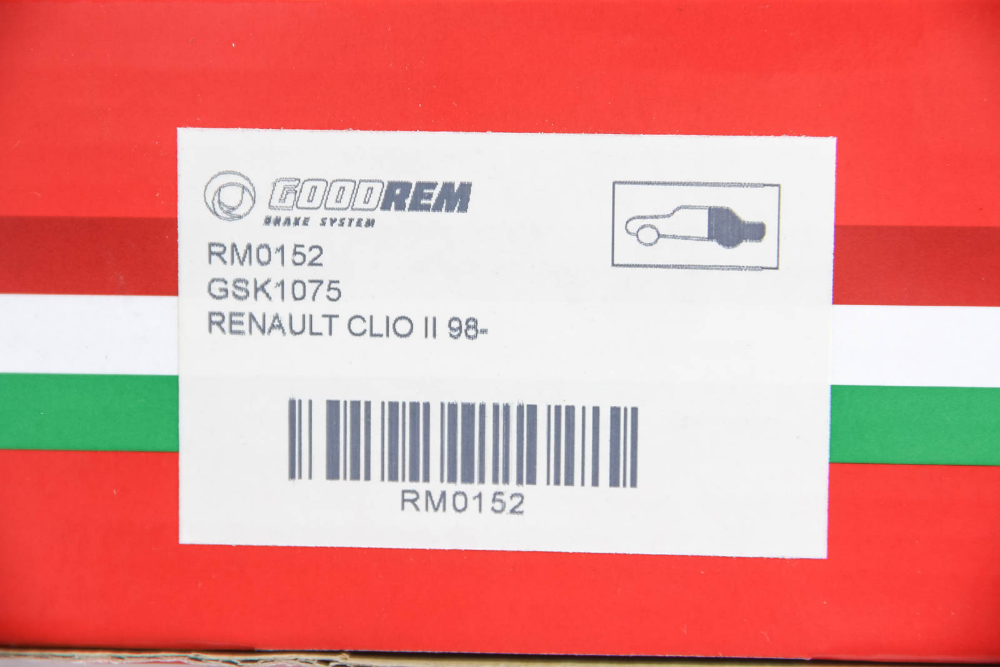 GOODREM
BRAKE SYSTEM
RM0152
GSK1075
RENAULT CLIO II 98-
RM0152